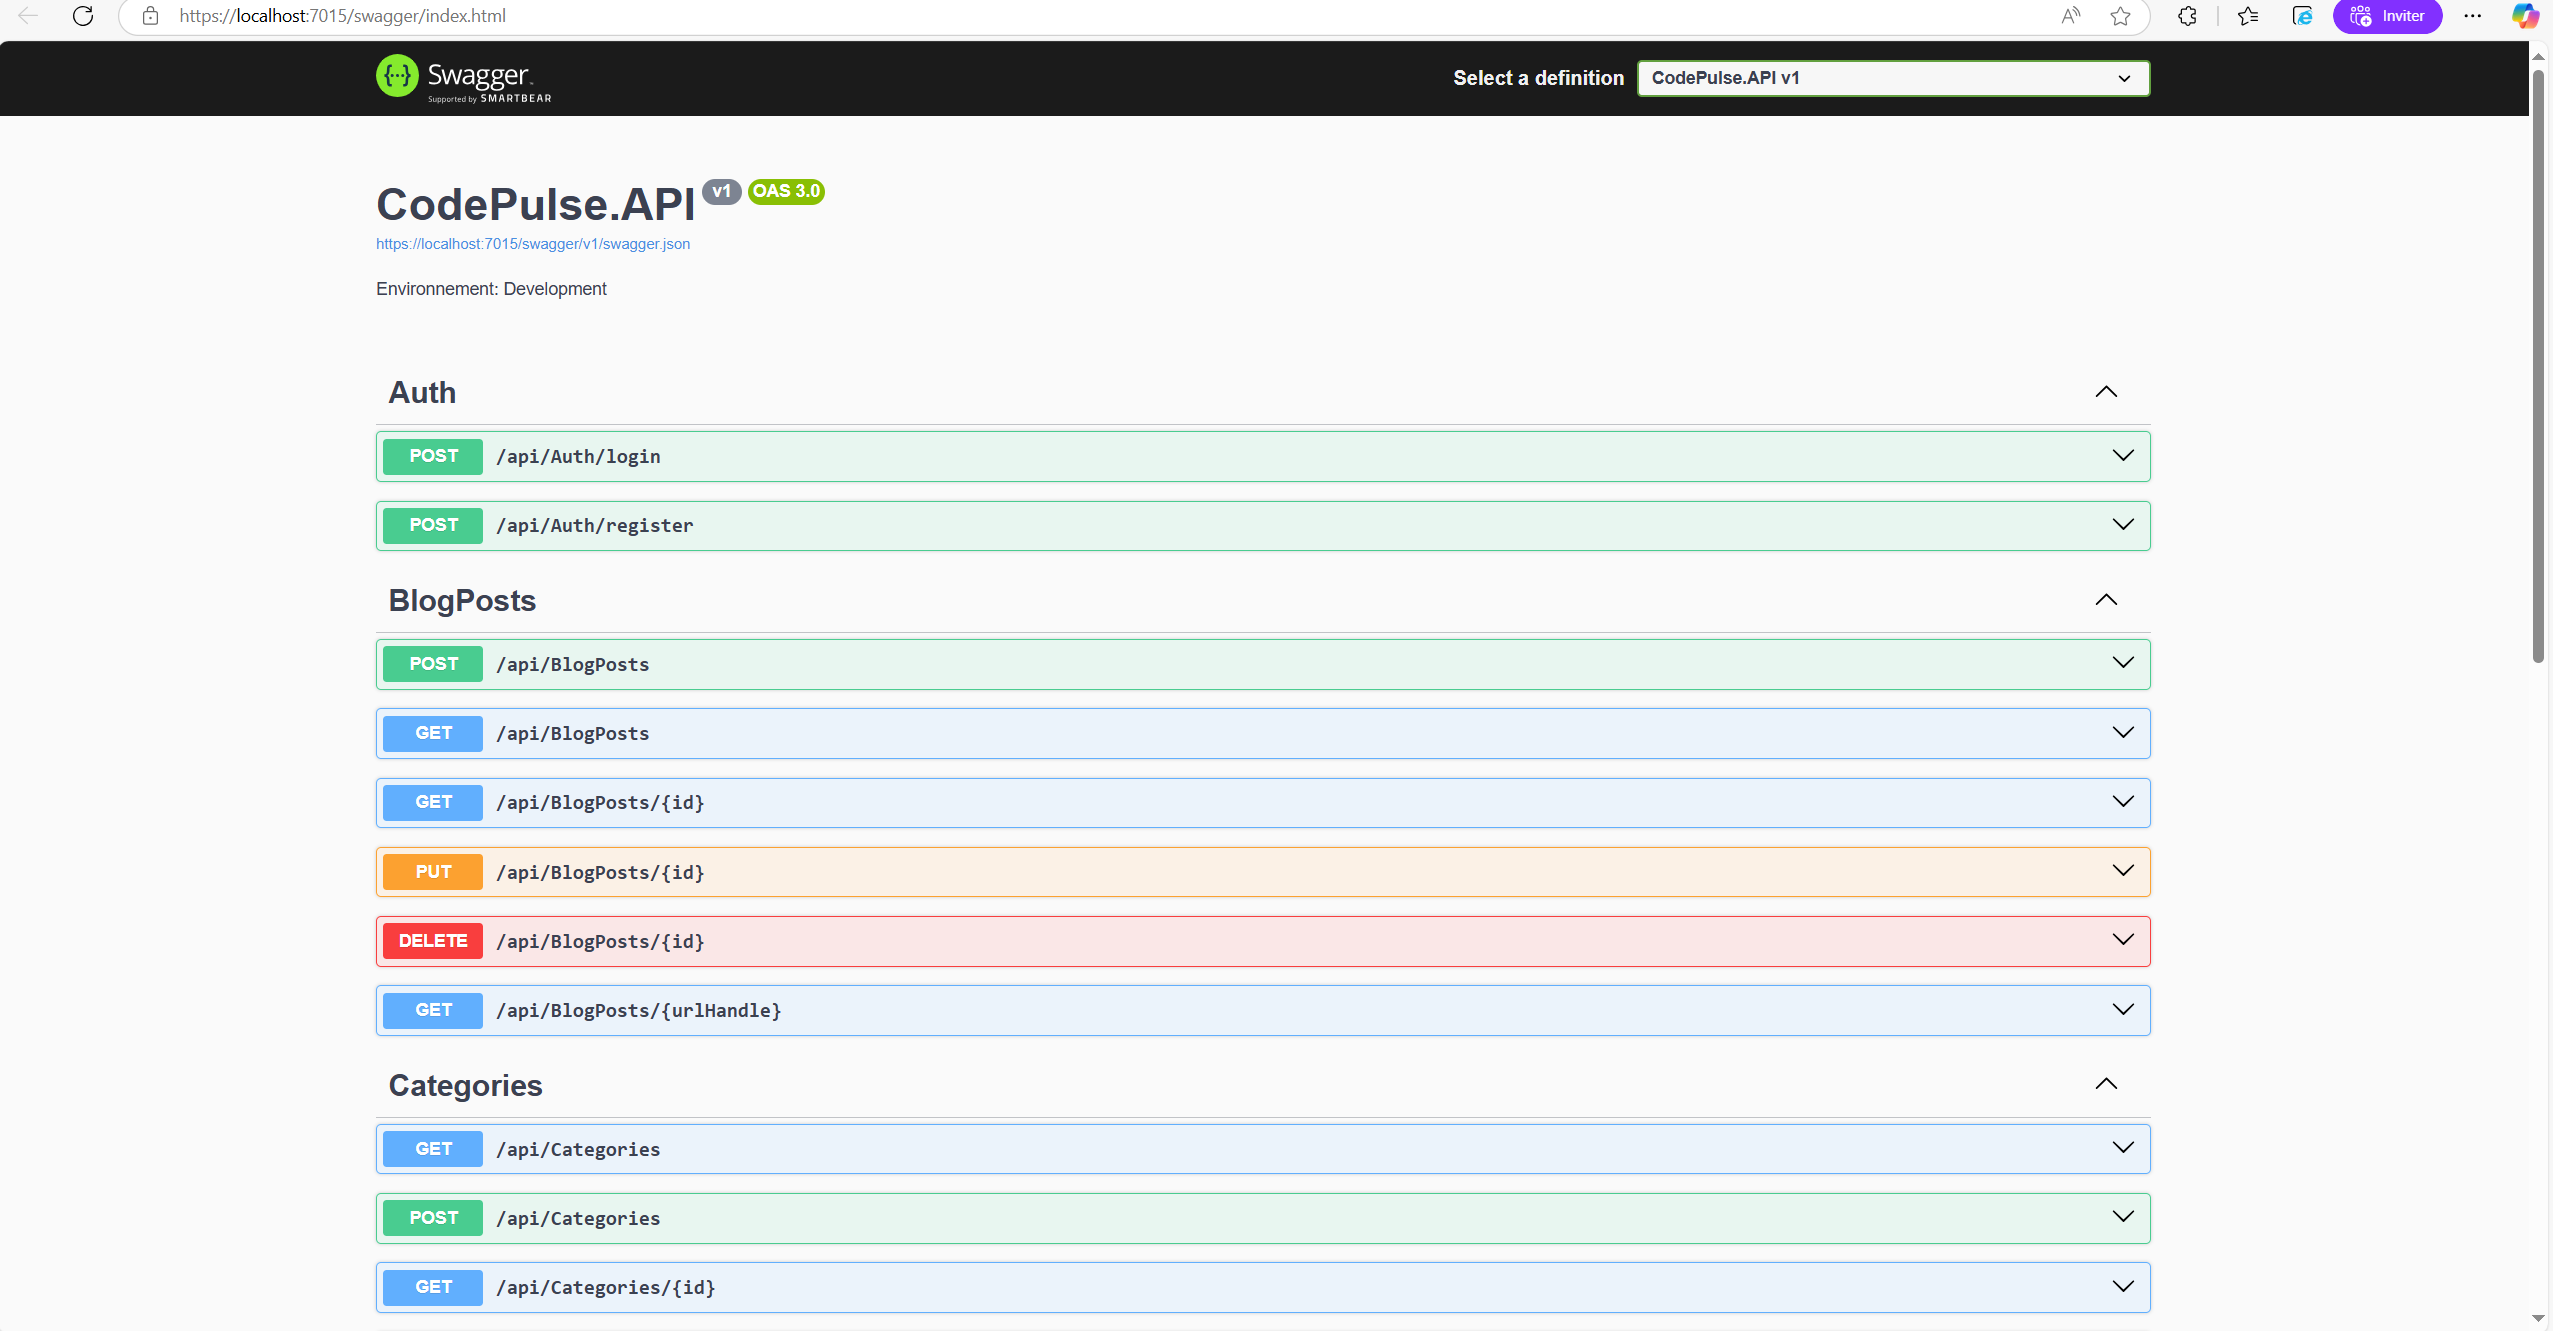 https://localhost:7015/swagger/index.html
Inviter
Swagger
Supported by SMARTBEAR
Select a definition
CodePulse.API v1
CodePulse.API v1 OAS 3.0
https://localhost:7015/swagger/v1/swagger.json
Environnement: Development
Auth
POST /api/Auth/login
POST /api/Auth/register
BlogPosts
POST /api/BlogPosts
GET /api/BlogPosts
GET /api/BlogPosts/{id}
PUT /api/BlogPosts/{id}
DELETE /api/BlogPosts/{id}
GET /api/BlogPosts/{urlHandle}
Categories
GET /api/Categories
POST /api/Categories
GET /api/Categories/{id}